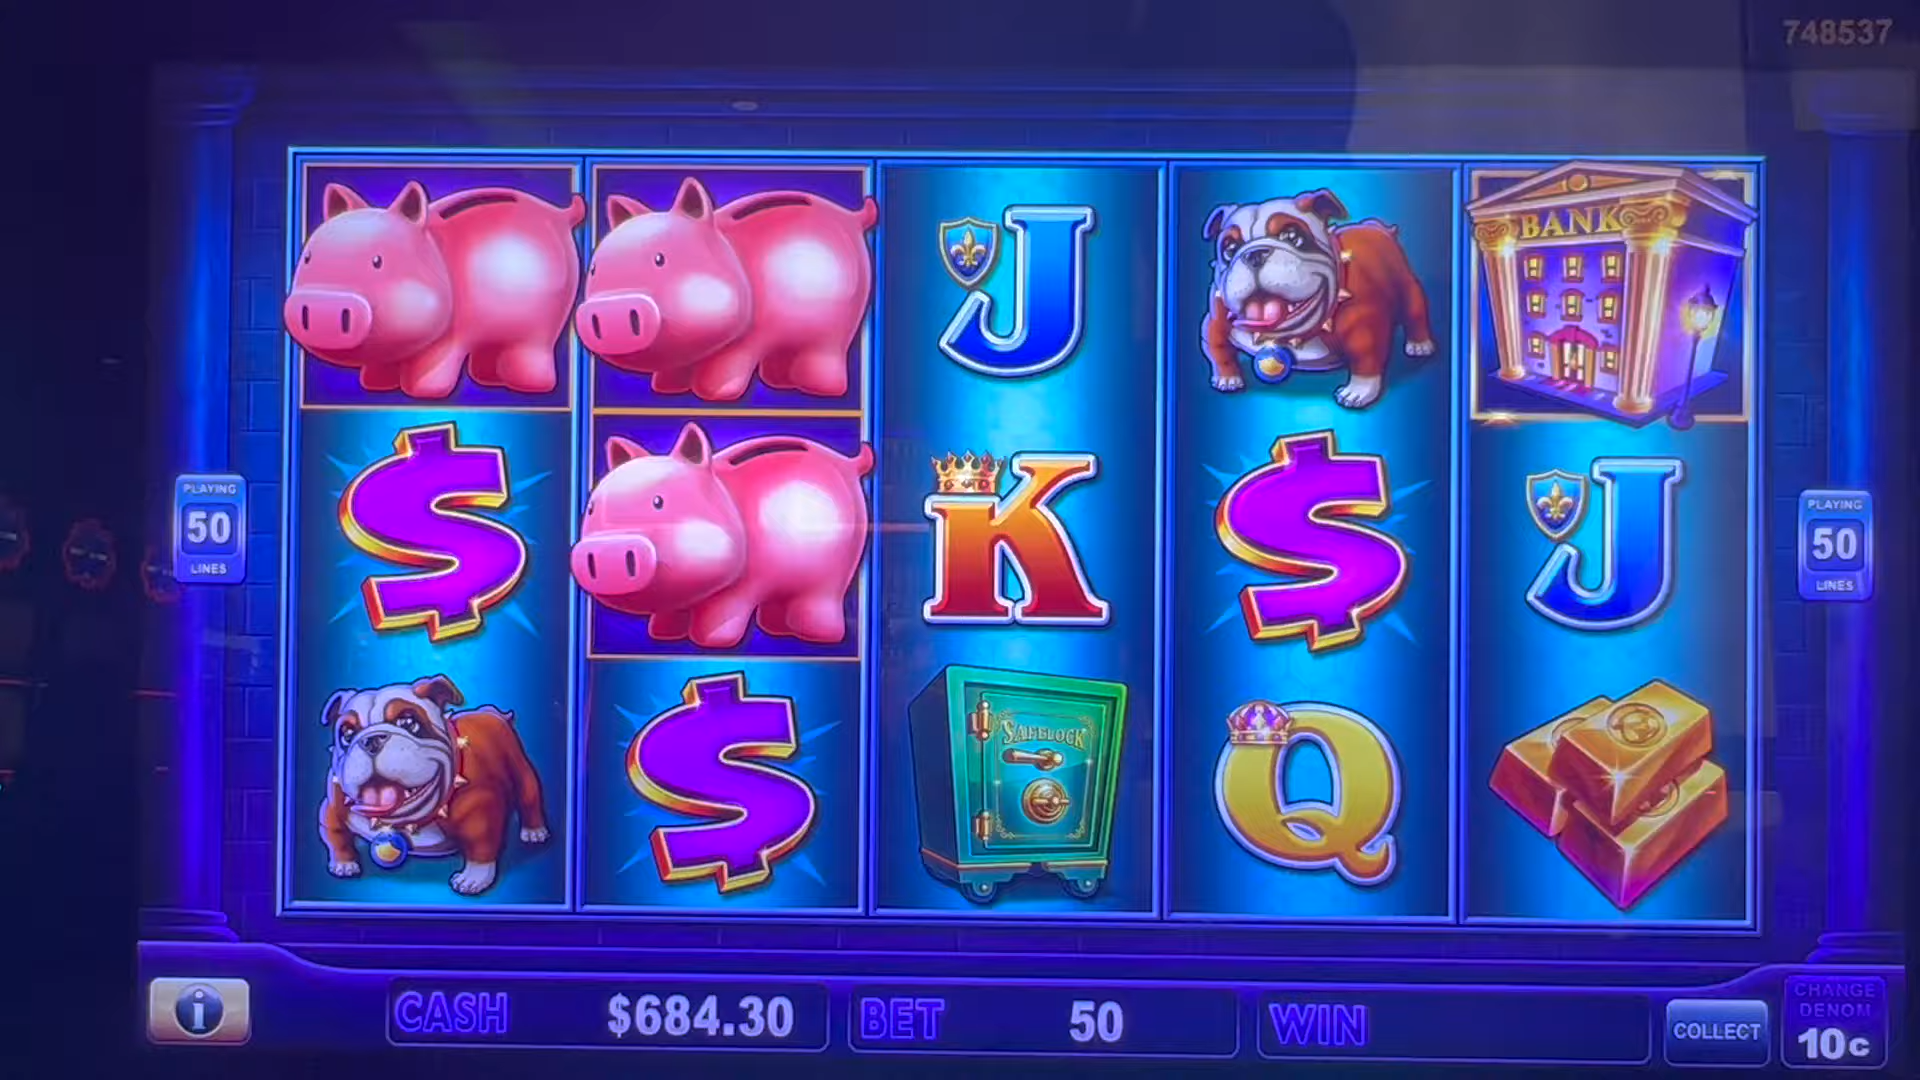 748537
BANK
J
$
K
$
J
$
SAFELOCK
Q
PLAYING
50
LINES
PLAYING
50
LINES
i
CASH $684.30
BET 50
WIN
COLLECT
CHANGE
DENOM
10c